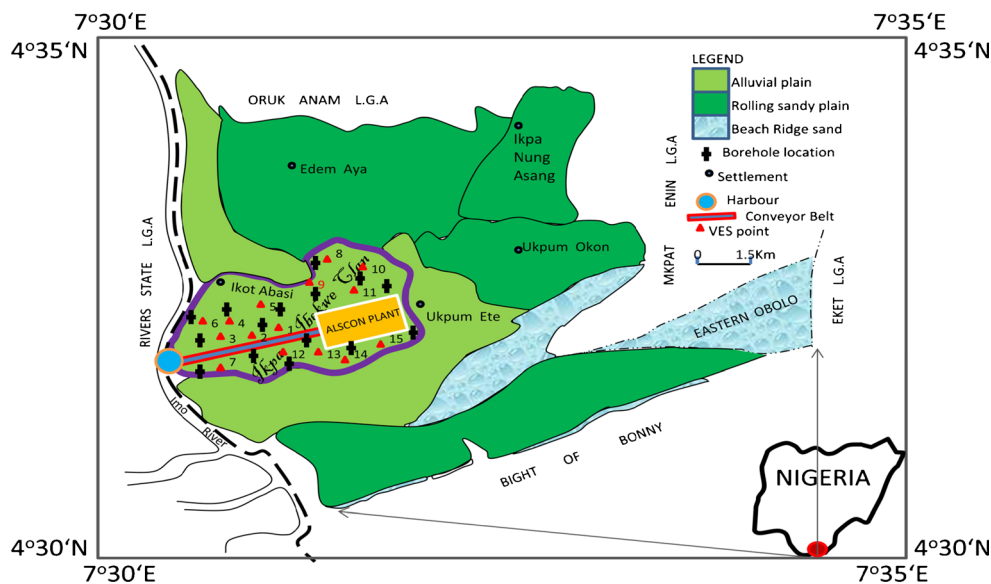 7°30'E
7°35'E
4°35'N
4°35'N
LEGEND
Alluvial plain
Rolling sandy plain
Beach Ridge sand
Borehole location
Settlement
Harbour
Conveyor Belt
VES point
0 1.5Km
ORUK ANAM L.G.A
Ikpa
Nung
Asang
Edem Aya
MKPAT ENIN L.G.A
RIVERS STATE L.G.A
Ukpum Okon
8
10
9
11
Ikot Abasi
5
6
4
1
3
2
7
12
13
14
15
ALSCON PLANT
Ukpum Ete
EASTERN OBOLO
EKET L.G.A
Imo
River
BIGHT OF BONNY
NIGERIA
4°30'N
4°30'N
7°30'E
7°35'E